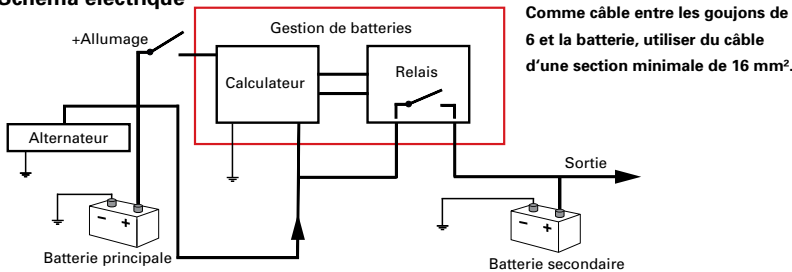 Schéma électrique
Comme câble entre les goujons de
6 et la batterie, utiliser du câble
d'une section minimale de 16 mm².
+Allumage
Gestion de batteries
Calculateur
Relais
Alternateur
Sortie
Batterie principale
Batterie secondaire